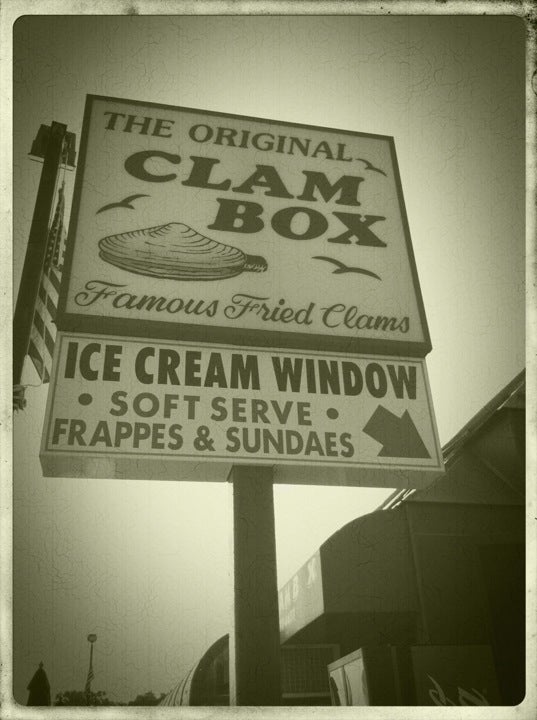 THE ORIGINAL
CLAM
BOX
Famous Fried Clams
ICE CREAM WINDOW
• SOFT SERVE •
FRAPPES & SUNDAES